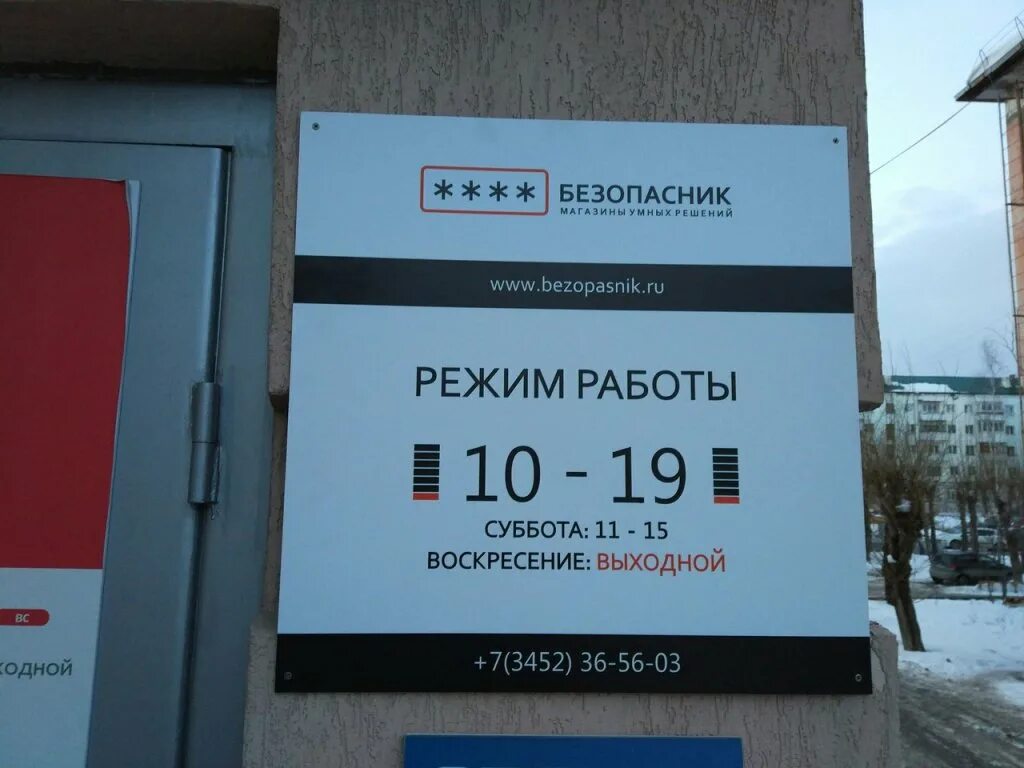 **** БЕЗОПАСНИК
МАГАЗИНЫ УМНЫХ РЕШЕНИЙ
www.bezopasnik.ru
РЕЖИМ РАБОТЫ
10 - 19
СУББОТА: 11 - 15
ВОСКРЕСЕНИЕ: ВЫХОДНОЙ
+7(3452) 36-56-03
ВС
ходной